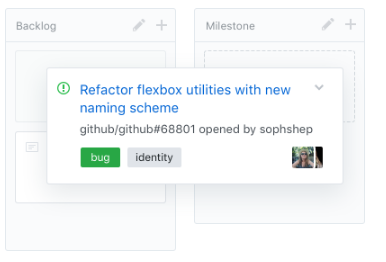 Backlog
Milestone
Refactor flexbox utilities with new
naming scheme
github/github#68801 opened by sophshep
bug
identity